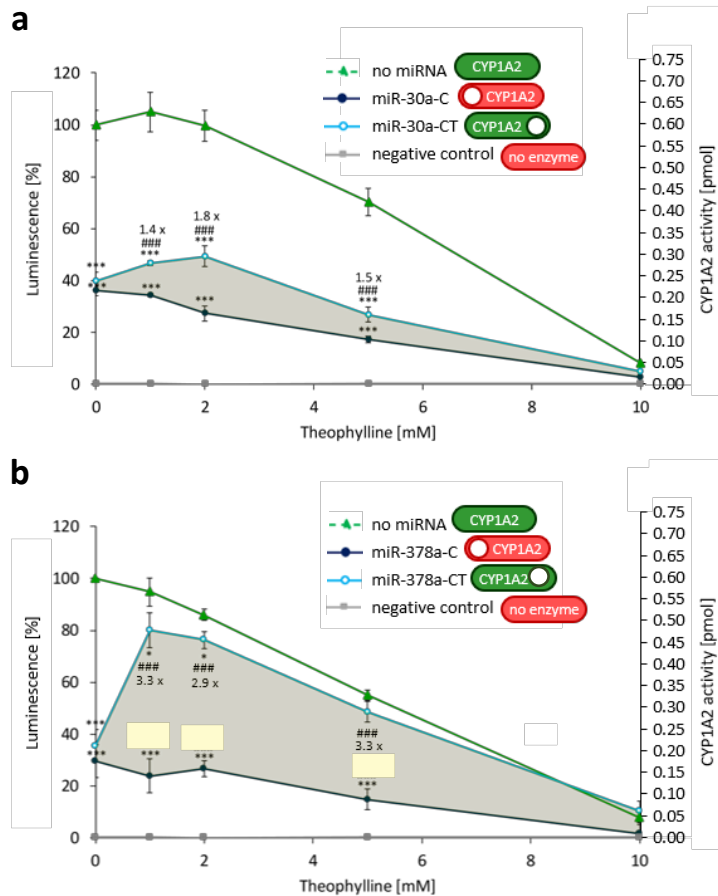 a
no miRNA CYP1A2
miR-30a-C CYP1A2
miR-30a-CT CYP1A2
negative control no enzyme
Luminescence [%]
120
100
80
60
40
20
0
1.4 x
###
***
1.8 x
###
***
1.5 x
###
***
***
***
***
***
***
0 2 4 6 8 10
Theophylline [mM]
0.75
0.70
0.65
0.60
0.55
0.50
0.45
0.40
0.35
0.30
0.25
0.20
0.15
0.10
0.05
0.00
CYP1A2 activity [pmol]
b
no miRNA CYP1A2
miR-378a-C CYP1A2
miR-378a-CT CYP1A2
negative control no enzyme
Luminescence [%]
120
100
80
60
40
20
0
*
###
3.3 x
*
###
2.9 x
###
3.3 x
***
***
***
***
***
0 2 4 6 8 10
Theophylline [mM]
0.75
0.70
0.65
0.60
0.55
0.50
0.45
0.40
0.35
0.30
0.25
0.20
0.15
0.10
0.05
0.00
CYP1A2 activity [pmol]